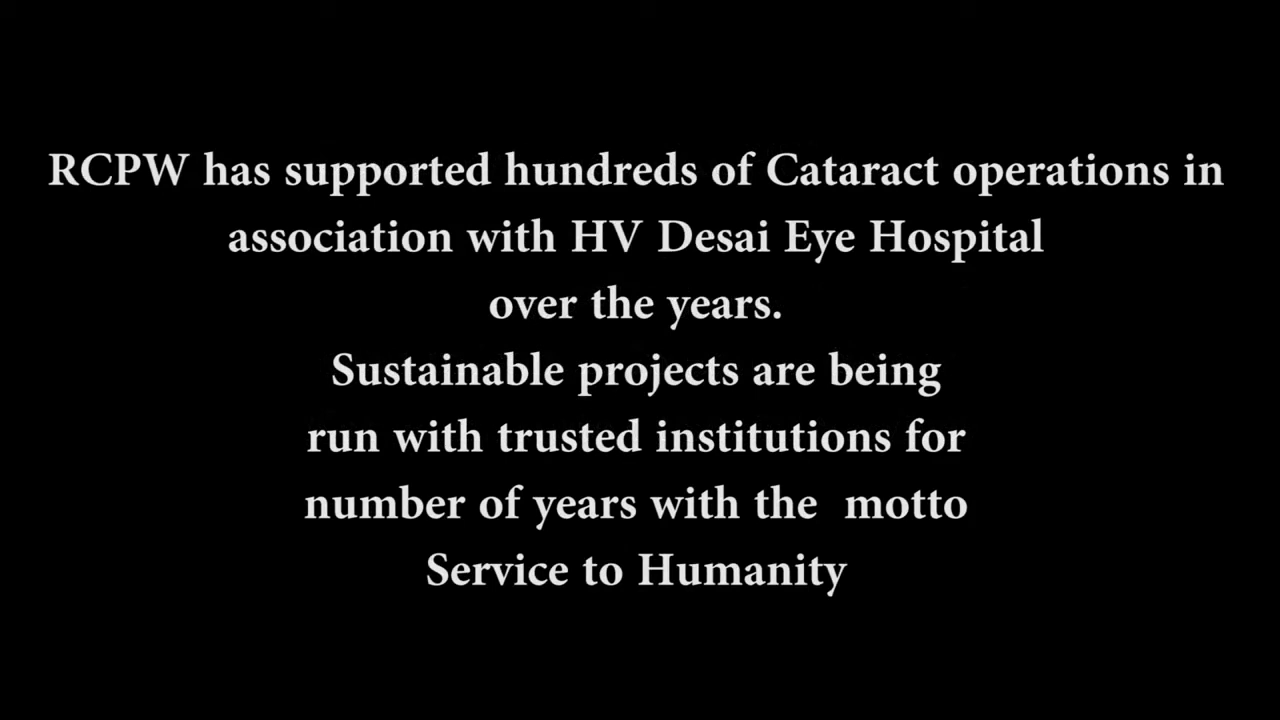 RCPW has supported hundreds of Cataract operations in
association with HV Desai Eye Hospital
over the years.
Sustainable projects are being
run with trusted institutions for
number of years with the  motto
Service to Humanity